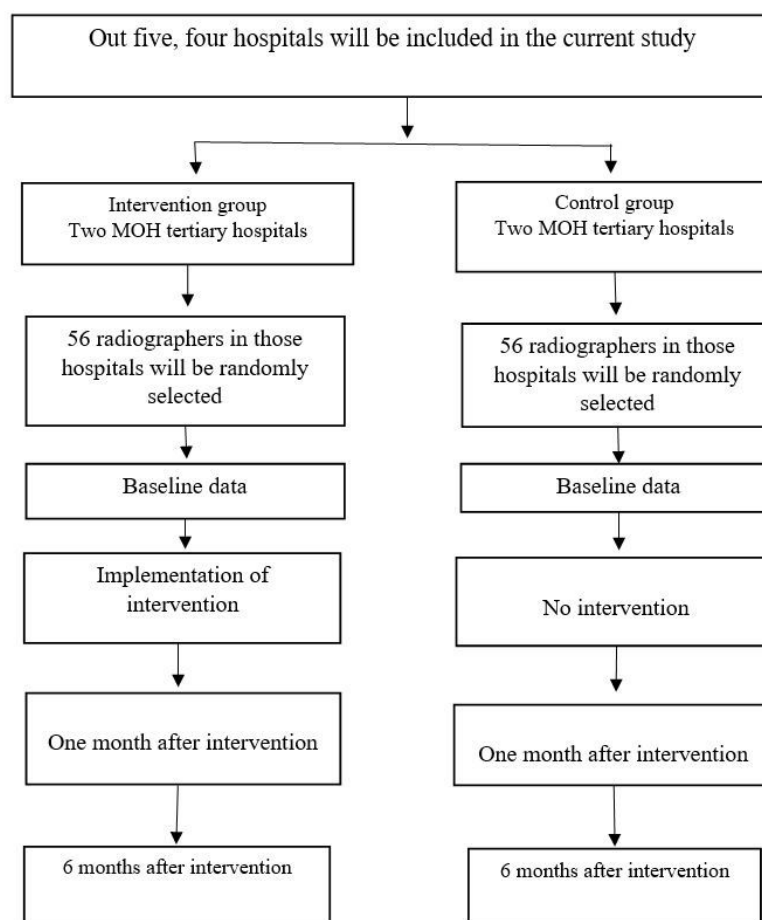 Out five, four hospitals will be included in the current study
Intervention group
Two MOH tertiary hospitals
Control group
Two MOH tertiary hospitals
56 radiographers in those
hospitals will be randomly
selected
56 radiographers in those
hospitals will be randomly
selected
Baseline data
Baseline data
Implementation of
intervention
No intervention
One month after intervention
One month after intervention
6 months after intervention
6 months after intervention